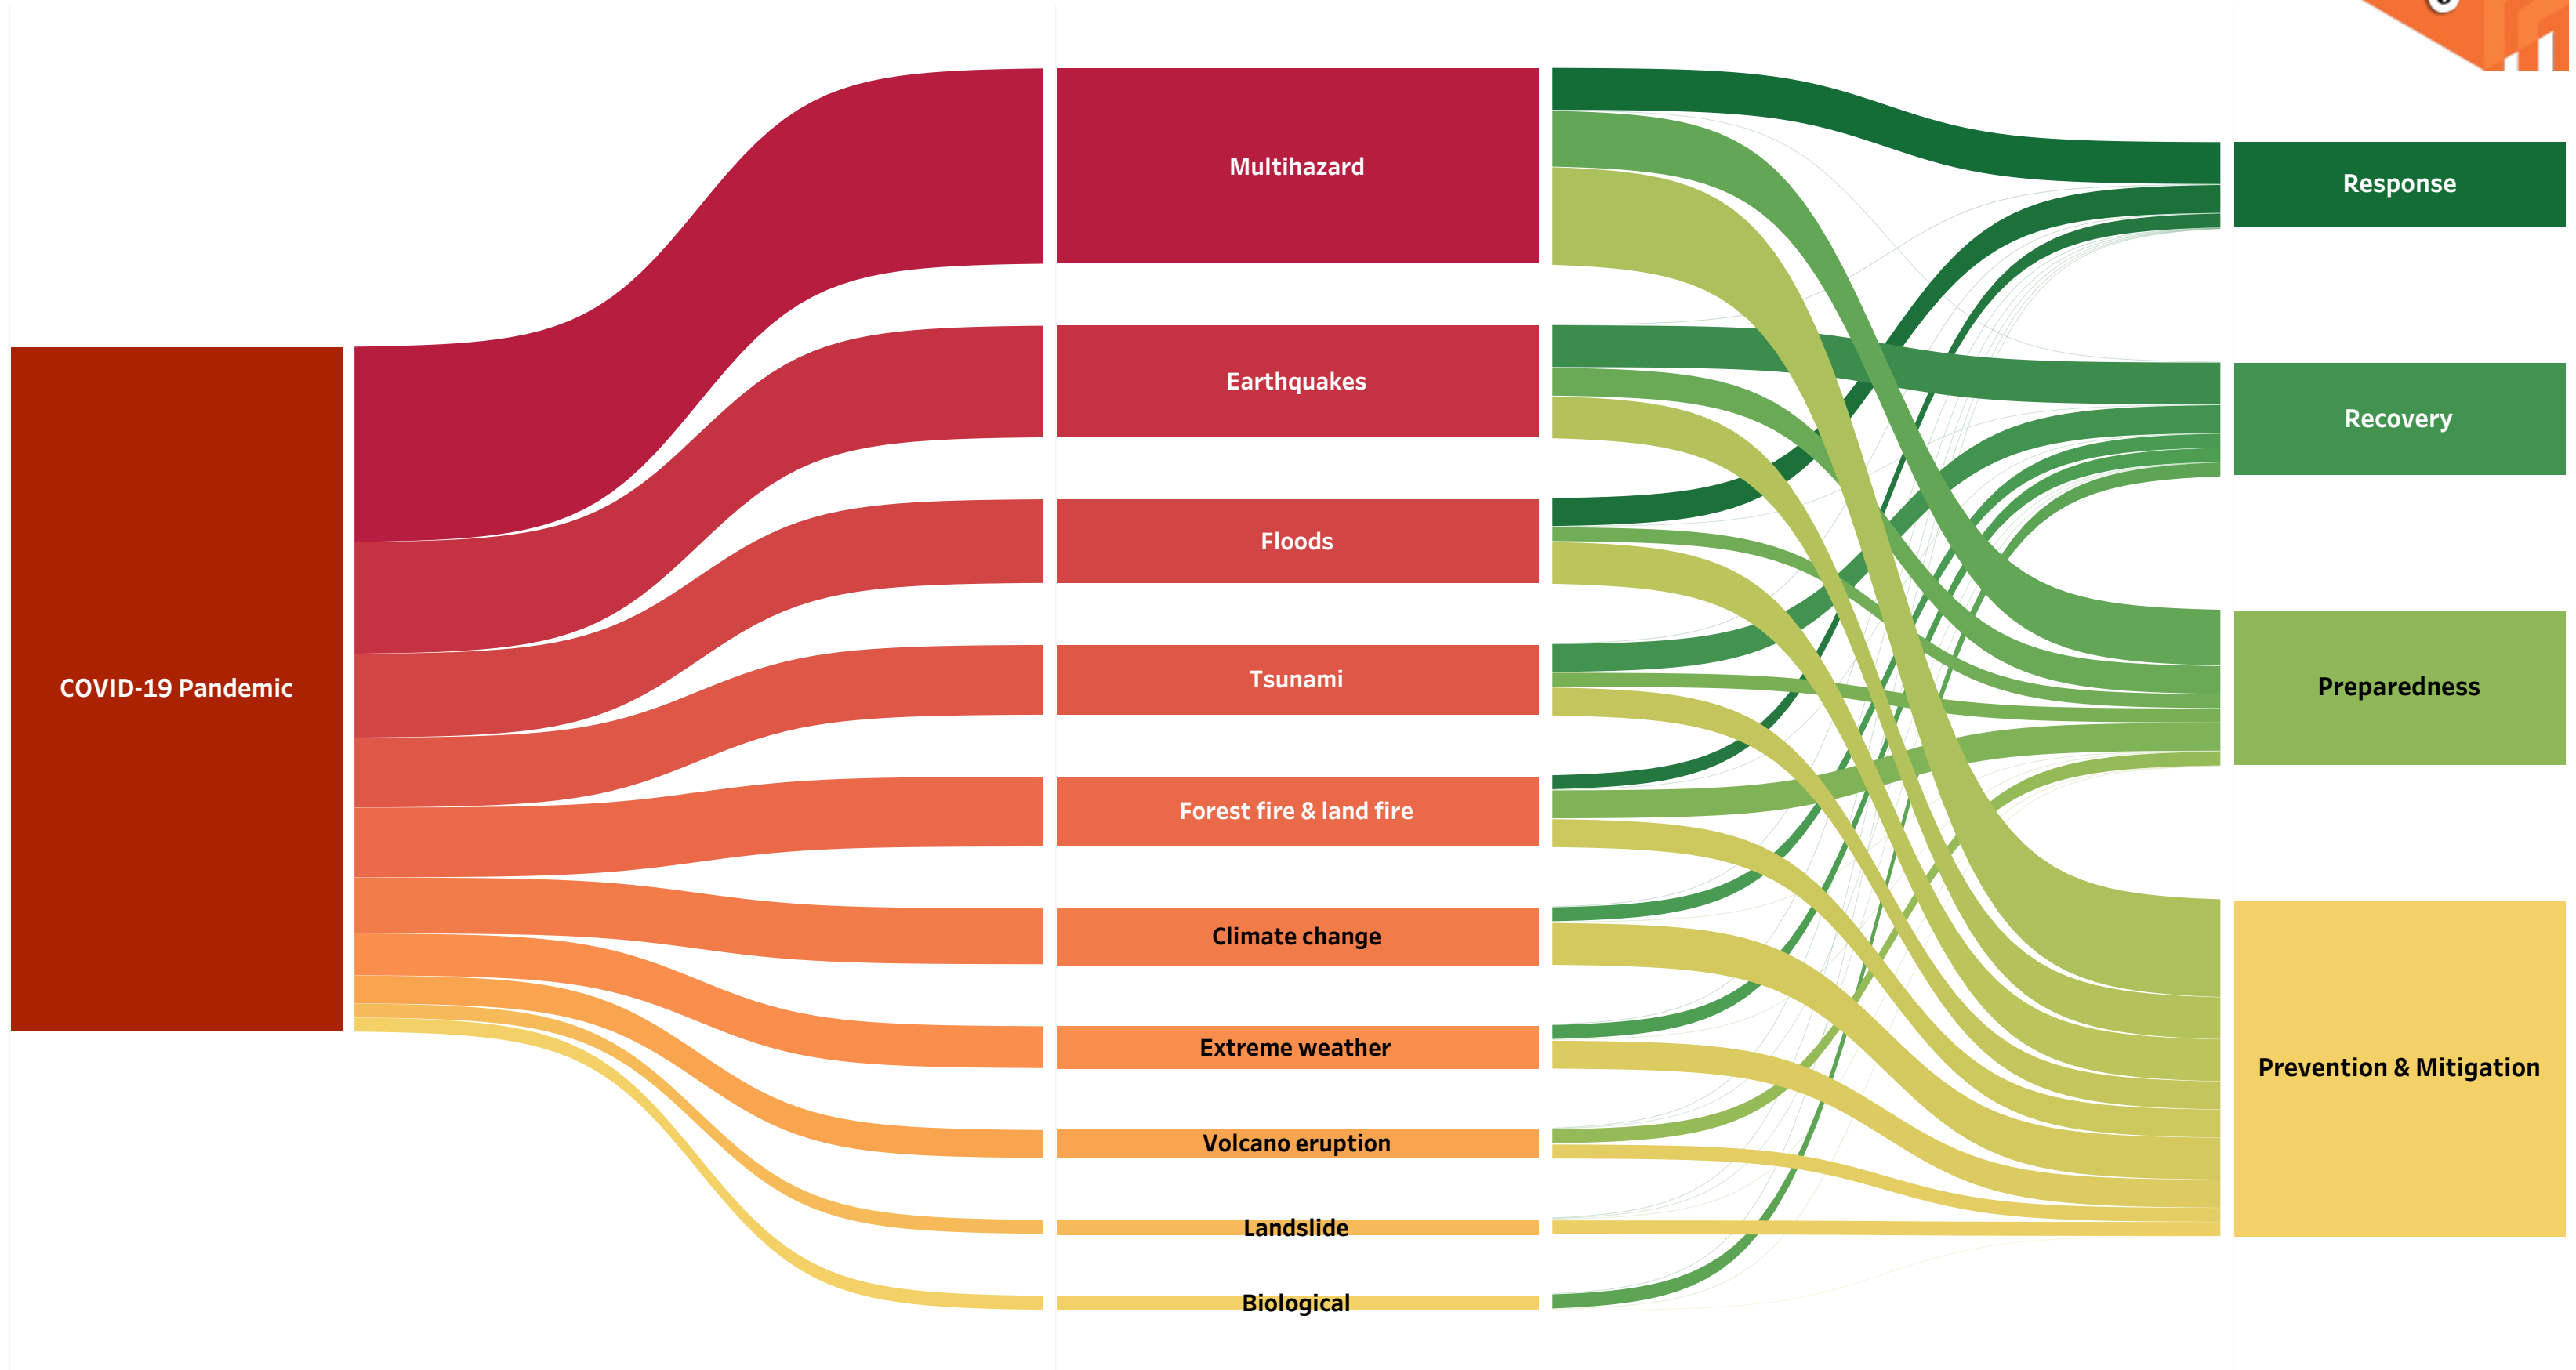 COVID-19 Pandemic
Multihazard
Earthquakes
Floods
Tsunami
Forest fire & land fire
Climate change
Extreme weather
Volcano eruption
Landslide
Biological
Response
Recovery
Preparedness
Prevention & Mitigation